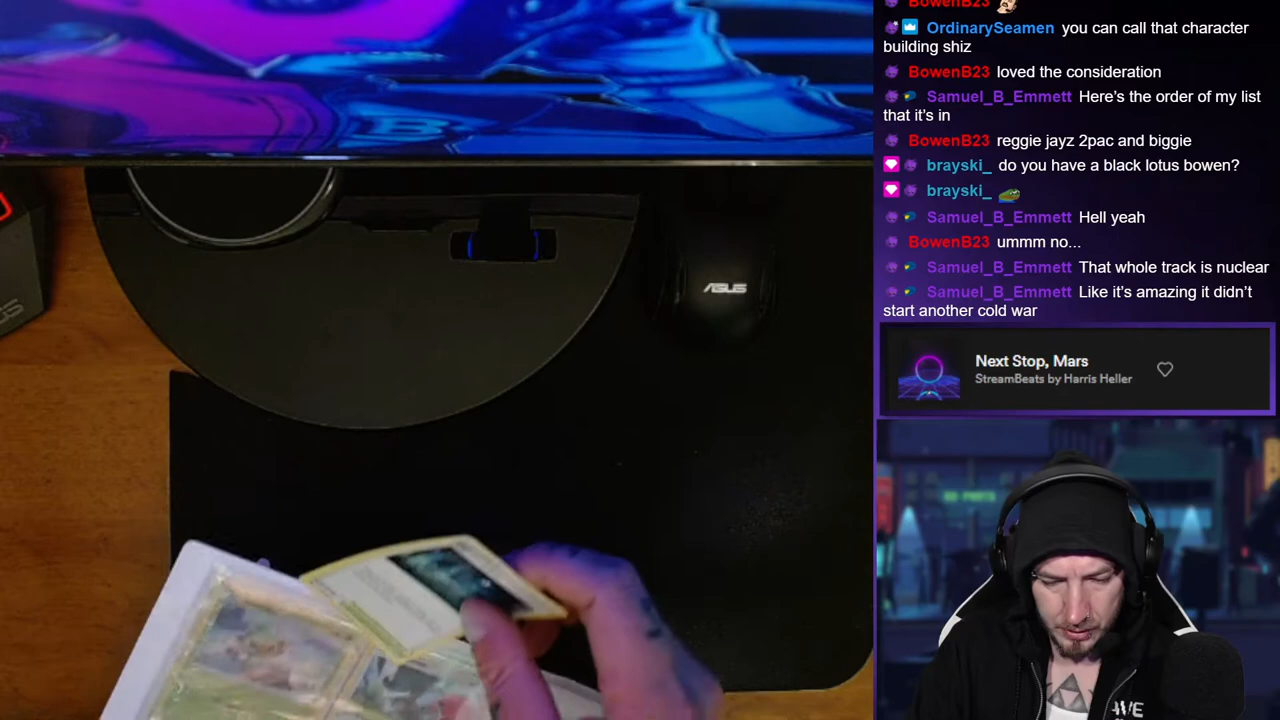 BowenB23
OrdinarySeamen you can call that character
building shiz
BowenB23 loved the consideration
Samuel_B_Emmett Here's the order of my list
that it's in
BowenB23 reggie jayz 2pac and biggie
brayski_ do you have a black lotus bowen?
brayski_
Samuel_B_Emmett Hell yeah
BowenB23 ummm no...
Samuel_B_Emmett That whole track is nuclear
Samuel_B_Emmett Like it's amazing it didn't
start another cold war
Next Stop, Mars
StreamBeats by Harris Heller
ASUS